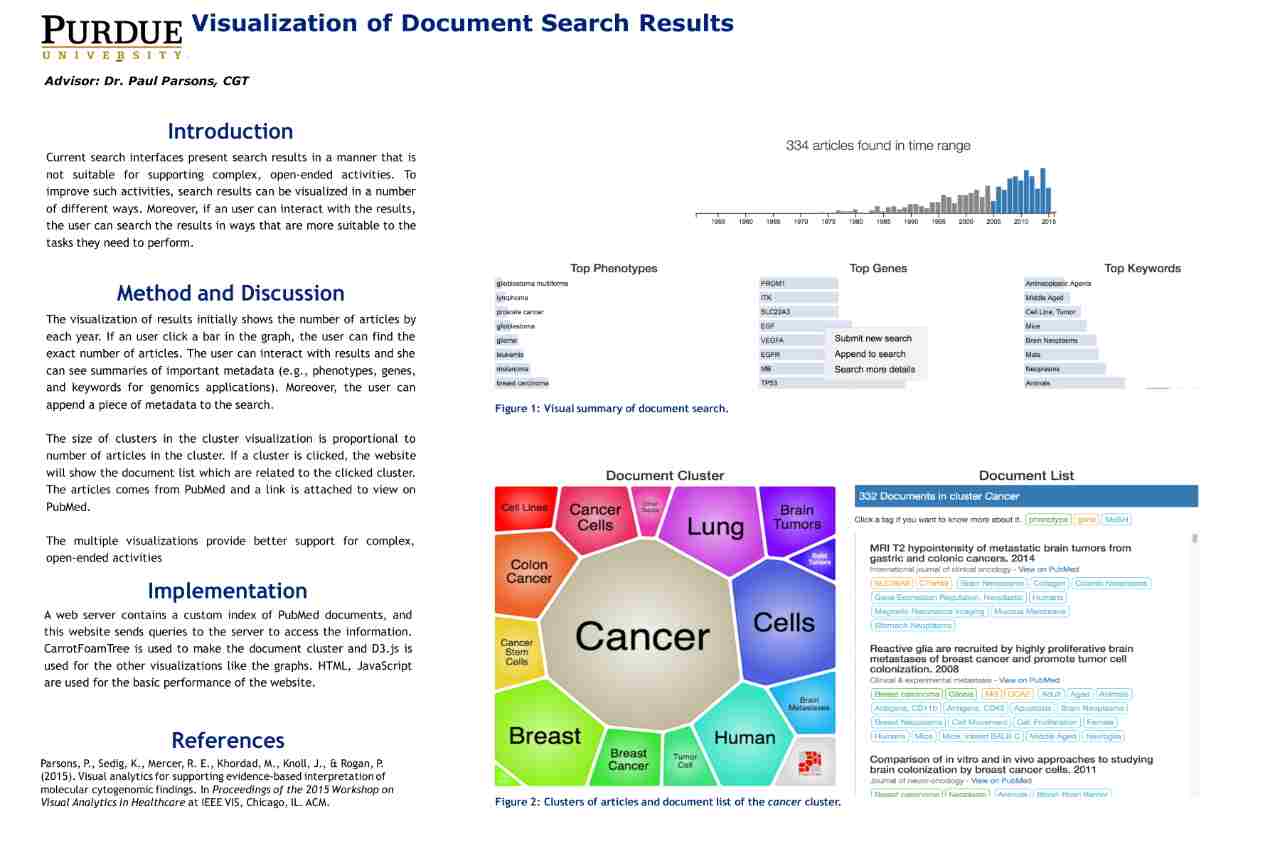 PURDUE
UNIVERSITY
Visualization of Document Search Results
Advisor: Dr. Paul Parsons, CGT
Introduction
Current search interfaces present search results in a manner that is
not suitable for supporting complex, open-ended activities. To
improve such activities, search results can be visualized in a number
of different ways. Moreover, if an user can interact with the results,
the user can search the results in ways that are more suitable to the
tasks they need to perform.
Method and Discussion
The visualization of results initially shows the number of articles by
each year. If an user click a bar in the graph, the user can find the
exact number of articles. The user can interact with results and she
can see summaries of important metadata (e.g., phenotypes, genes,
and keywords for genomics applications). Moreover, the user can
append a piece of metadata to the search.
The size of clusters in the cluster visualization is proportional to
number of articles in the cluster. If a cluster is clicked, the website
will show the document list which are related to the clicked cluster.
The articles comes from PubMed and a link is attached to view on
PubMed.
The multiple visualizations provide better support for complex,
open-ended activities
Implementation
A web server contains a custom index of PubMed documents, and
this website sends queries to the server to access the information.
CarrotFoamTree is used to make the document cluster and D3.js is
used for the other visualizations like the graphs. HTML, JavaScript
are used for the basic performance of the website.
References
Parsons, P., Sedig, K., Mercer, R. E., Khordad, M., Knoll, J., & Rogan, P.
(2015). Visual analytics for supporting evidence-based interpretation of
molecular cytogenomic findings. In Proceedings of the 2015 Workshop on
Visual Analytics in Healthcare at IEEE VIS, Chicago, IL. ACM.
334 articles found in time range
1955 1960 1965 1970 1975 1980 1985 1990 1995 2000 2005 2010 2015
Top Phenotypes
glioblastoma multiforme
lymphoma
prostate cancer
glioblastoma
glioma
leukemia
melanoma
breast carcinoma
Top Genes
PROM1
ITK
SLC22A3
EGF
VEGFA
EGFR
MB
TP53
Submit new search
Append to search
Search more details
Top Keywords
Antineoplastic Agents
Middle Aged
Cell Line, Tumor
Mice
Brain Neoplasms
Male
Neoplasms
Animals
Figure 1: Visual summary of document search.
Document Cluster
Cell Lines
Cancer
Cells
Lung
Brain
Tumors
Colon
Cancer
Solid
Tumors
Cells
Cancer
Cancer
Stem
Cells
Brain
Metastases
Breast
Human
Breast
Cancer
Tumor
Cell
Figure 2: Clusters of articles and document list of the cancer cluster.
Document List
332 Documents in cluster Cancer
Click a tag if you want to know more about it. phenotype gene MeSH
MRI T2 hypointensity of metastatic brain tumors from
gastric and colonic cancers. 2014
International journal of clinical oncology - View on PubMed
Brain Neoplasms Collagen Colonic Neoplasms
Gene Expression Regulation, Neoplastic Humans
Magnetic Resonance Imaging Mucous Membrane
Stomach Neoplasms
Reactive glia are recruited by highly proliferative brain
metastases of breast cancer and promote tumor cell
colonization. 2008
Clinical & experimental metastasis - View on PubMed
Breast carcinoma Gliosis Adult Aged Animals
Antigens, CD11b Antigens, Apoptosis Brain Neoplasms
Breast Neoplasms Cell Movement Cell Proliferation Female
Humans Mice Mice, Inbred BALB C Middle Aged Neuroglia
Comparison of in vitro and in vivo approaches to studying
brain colonization by breast cancer cells. 2011
Journal of neuro-oncology - View on PubMed
Breast carcinoma Neoplasm Animals Blood-Brain Barrier